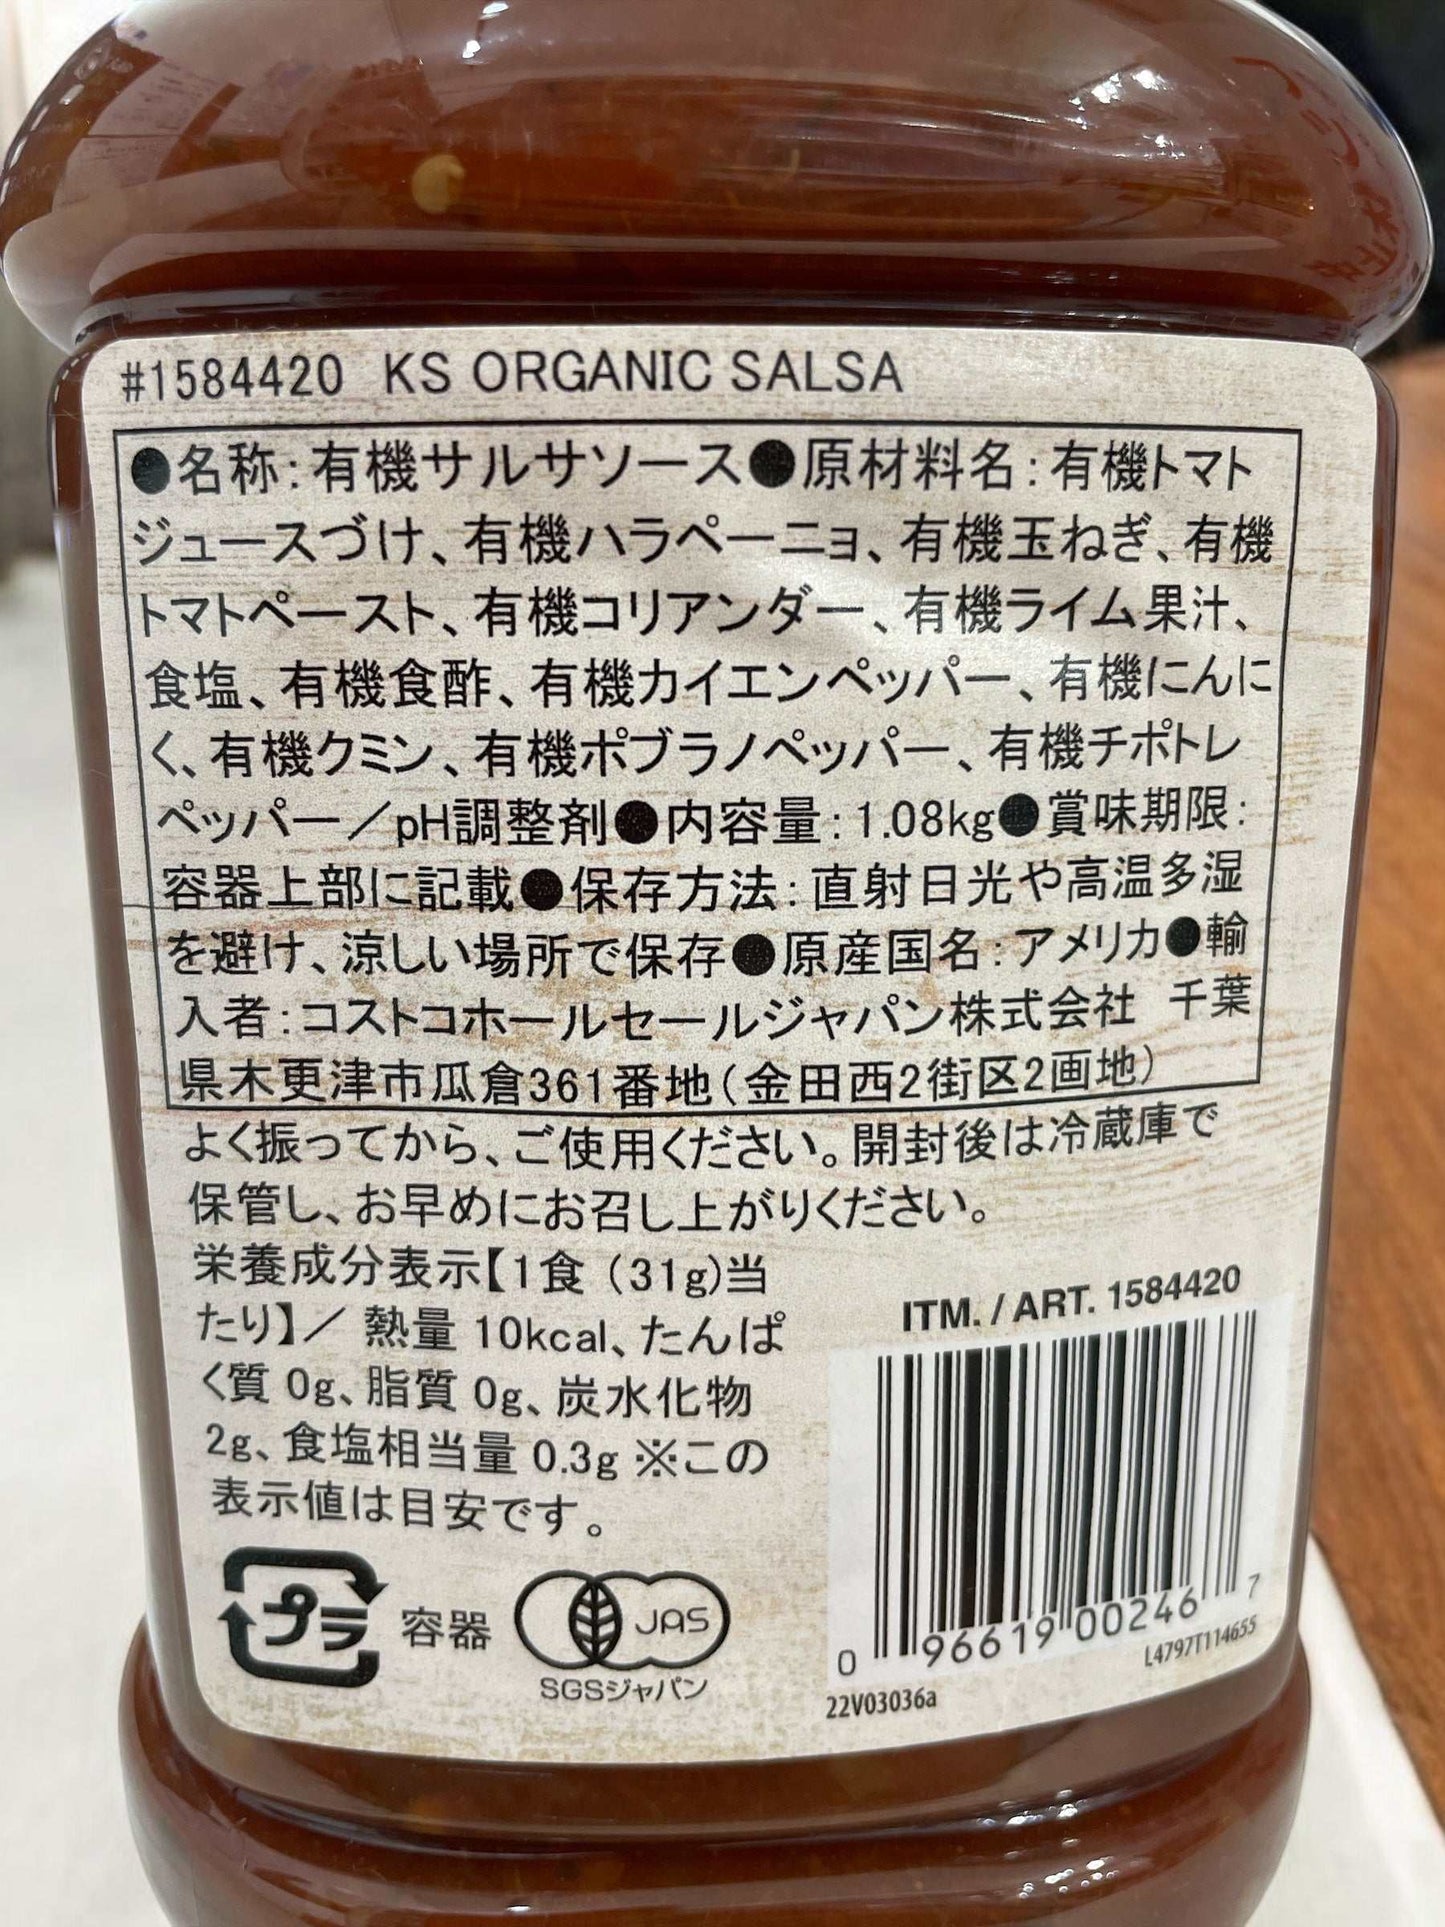 #1584420 KS ORGANIC SALSA
●名称:有機サルサソース●原材料名:有機トマト
ジュースづけ、有機ハラペーニョ、有機玉ねぎ、有機
トマトペースト、有機コリアンダー、有機ライム果汁、
食塩、有機食酢、有機カイエンペッパー、有機にんに
く、有機クミン、有機ポブラノペッパー、有機チポトレ
ペッパー／pH調整剤●内容量:1.08kg●賞味期限:
容器上部に記載●保存方法:直射日光や高温多湿
を避け、涼しい場所で保存●原産国名:アメリカ●輸
入者:コストコホールセールジャパン株式会社 千葉
県木更津市瓜倉361番地(金田西2街区2画地)
よく振ってから、ご使用ください。開封後は冷蔵庫で
保管し、お早めにお召し上がりください。
栄養成分表示【1食 (31g)当
たり】／ 熱量 10kcal、たんぱ
く質 0g、脂質 0g、炭水化物
2g、食塩相当量 0.3g ※この
表示値は目安です。
ITM. / ART. 1584420
0 96619 00246 7
L4797T114655
22V03036a
プラ 容器
JAS
SGSジャパン